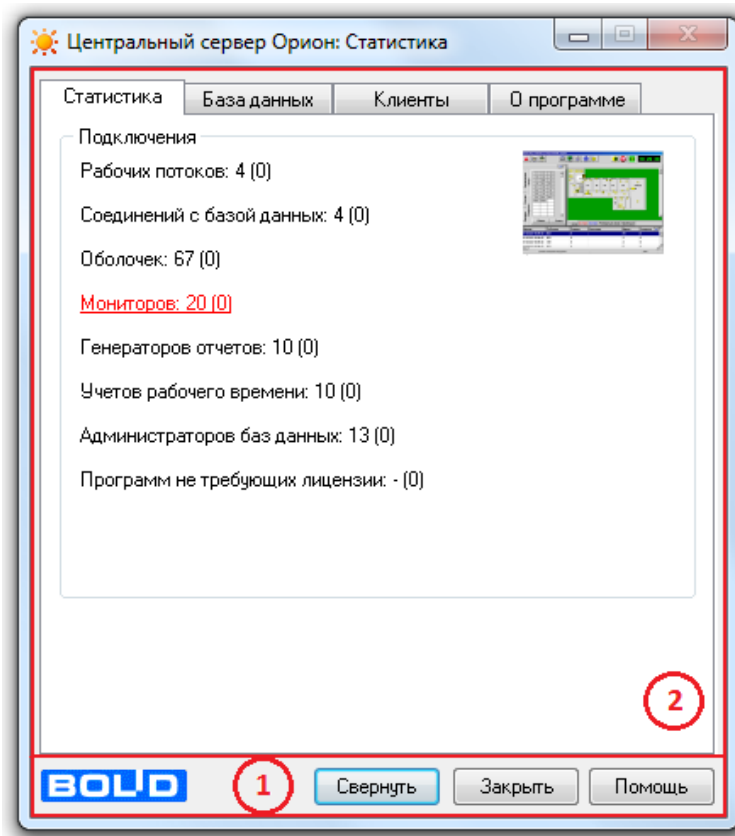 Центральный сервер Орион: Статистика
Статистика База данных Клиенты О программе
Подключения
Рабочих потоков: 4 (0)
Соединений с базой данных: 4 (0)
Оболочек: 67 (0)
Мониторов: 20 (0)
Генераторов отчетов: 10 (0)
Учетов рабочего времени: 10 (0)
Администраторов баз данных: 13 (0)
Программ не требующих лицензии: - (0)
2
BOLID 1 Свернуть Закрыть Помощь